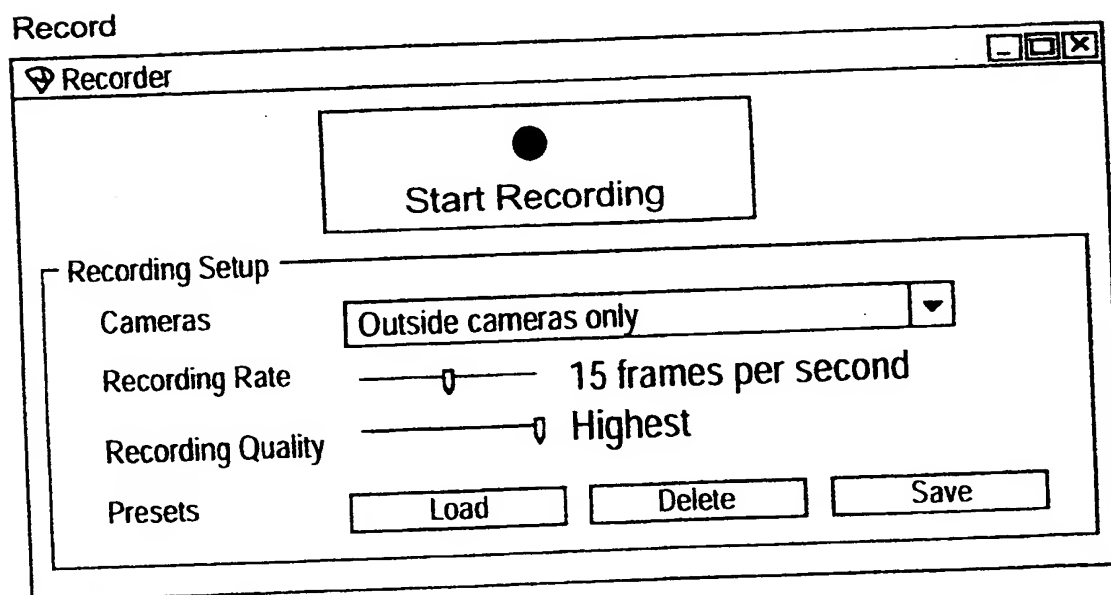 Record
Recorder
Start Recording
Recording Setup
Cameras Outside cameras only
Recording Rate 15 frames per second
Recording Quality Highest
Presets Load Delete Save